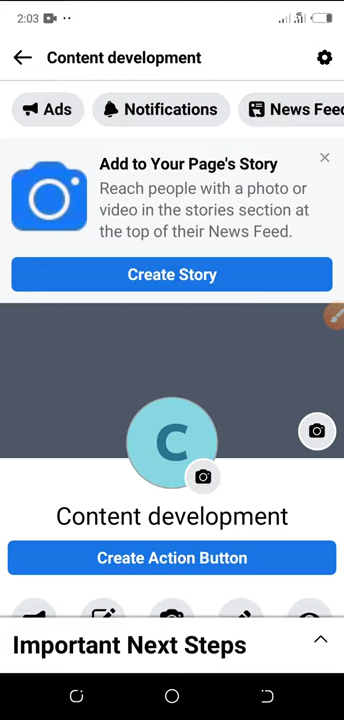 2:03
Content development
Ads
Notifications
News Feed
Add to Your Page's Story
Reach people with a photo or
video in the stories section at
the top of their News Feed.
Create Story
C
Content development
Create Action Button
Important Next Steps